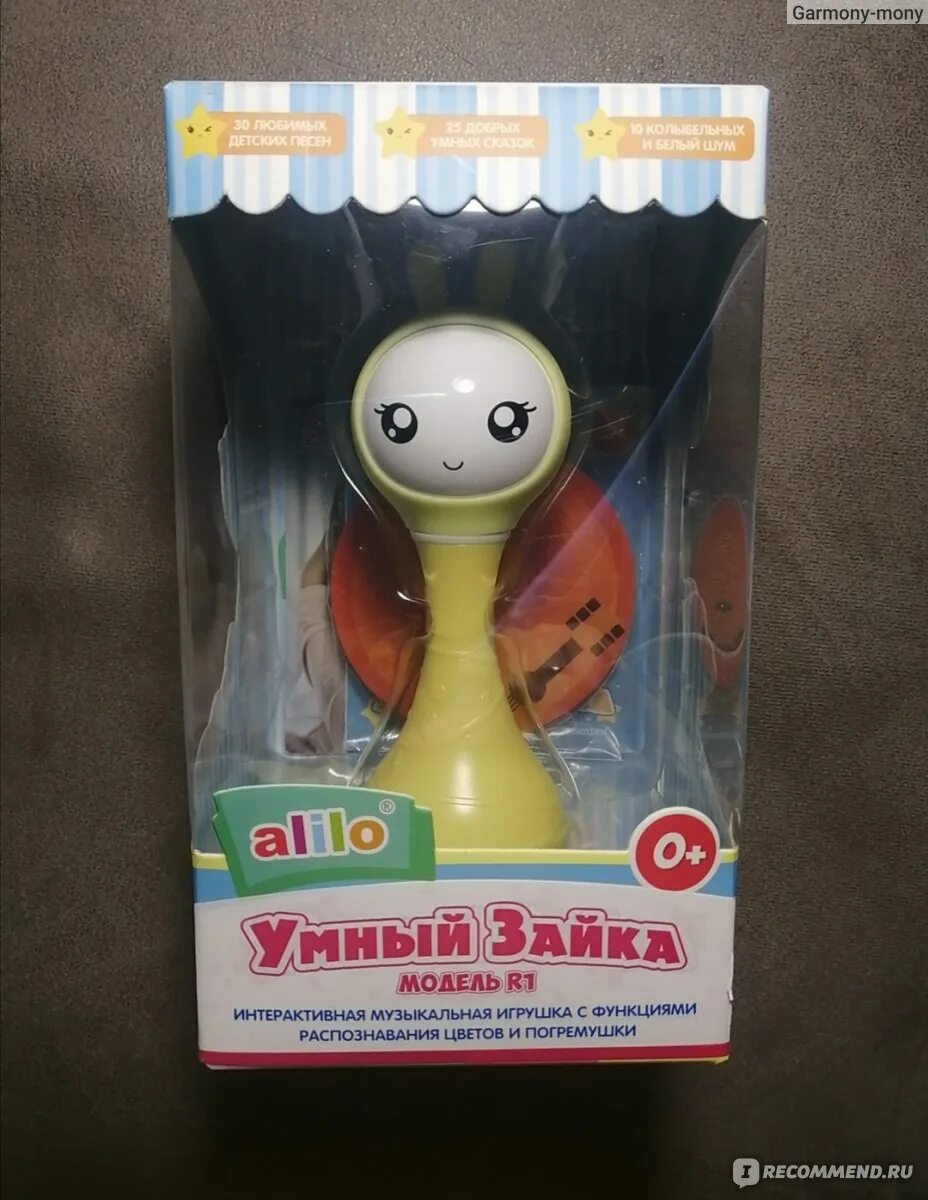 Garmony-mony
30 ЛЮБИМЫХ
ДЕТСКИХ ПЕСЕН
25 ДОБРЫХ
УМНЫХ СКАЗОК
10 КОЛЫБЕЛЬНЫХ
И БЕЛЫЙ ШУМ
alilo®
0+
УМНЫЙ ЗАЙКА
МОДЕЛЬ R1
ИНТЕРАКТИВНАЯ МУЗЫКАЛЬНАЯ ИГРУШКА С ФУНКЦИЯМИ
РАСПОЗНАВАНИЯ ЦВЕТОВ И ПОГРЕМУШКИ
IRECOMMEND.RU